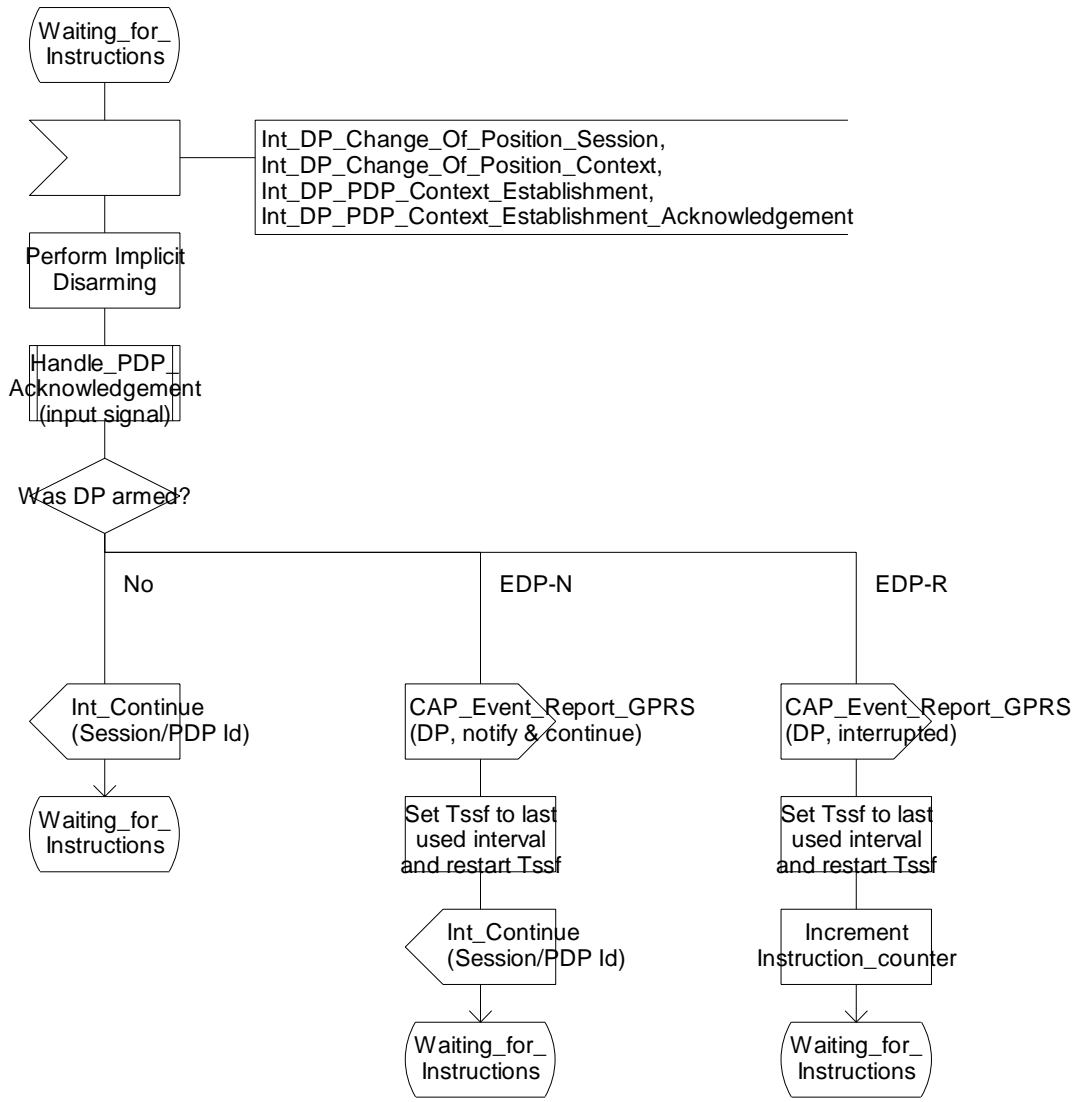 Waiting_for_
Instructions
Int_DP_Change_Of_Position_Session,
Int_DP_Change_Of_Position_Context,
Int_DP_PDP_Context_Establishment,
Int_DP_PDP_Context_Establishment_Acknowledgement
Perform Implicit
Disarming
Handle_PDP_
Acknowledgement
(input signal)
Was DP armed?
No
EDP-N
EDP-R
Int_Continue
(Session/PDP Id)
CAP_Event_Report_GPRS
(DP, notify & continue)
CAP_Event_Report_GPRS
(DP, interrupted)
Waiting_for_
Instructions
Set Tssf to last
used interval
and restart Tssf
Set Tssf to last
used interval
and restart Tssf
Int_Continue
(Session/PDP Id)
Increment
Instruction_counter
Waiting_for_
Instructions
Waiting_for_
Instructions